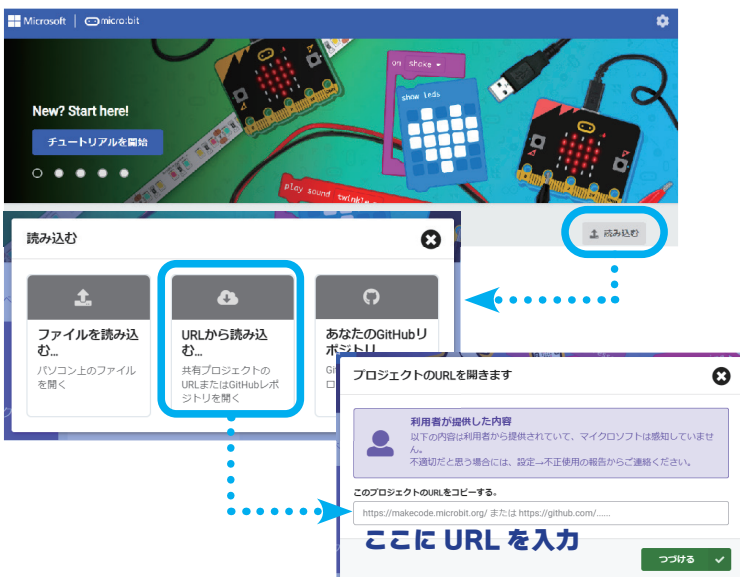 Microsoft
micro:bit
on shake
show leds
New? Start here!
チュートリアルを開始
play sound
読み込む
読み込む
ファイルを読み込
む...
パソコン上のファイル
を開く
URLから読み込
む...
共有プロジェクトの
URLまたはGitHubレポ
ジトリを開く
あなたのGitHubリ
ポジトリ
プロジェクトのURLを開きます
利用者が提供した内容
以下の内容は利用者から提供されていて、マイクロソフトは感知していませ
ん。
不適切だと思う場合には、設定→不正使用の報告からご連絡ください。
このプロジェクトのURLをコピーする。
https://makecode.microbit.org/ または https://github.com/......
ここに URL を入力
つづける